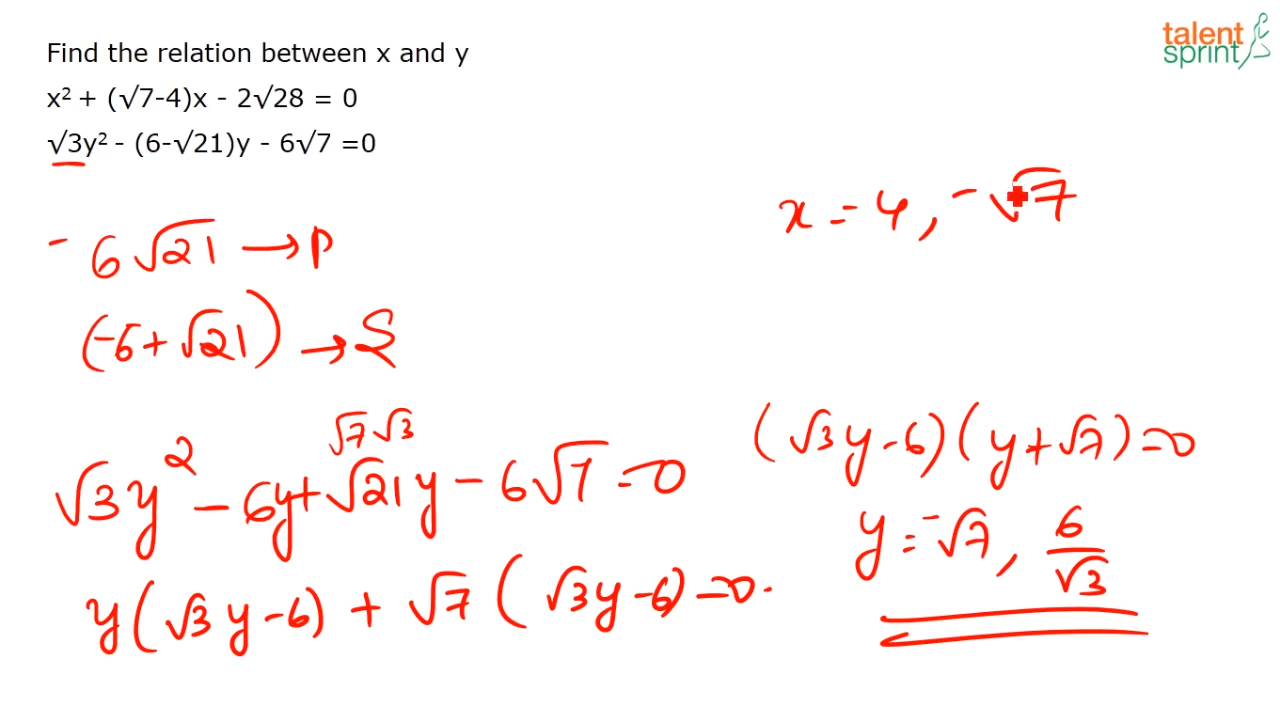 talent
sprint
Find the relation between x and y
x² + (√7-4)x - 2√28 = 0
√3y² - (6-√21)y - 6√7 =0
x = 4, -√7
- 6√21 → P
(-6+√21) → S
√7 √3
√3y² - 6y + √21y - 6√7 = 0
y(√3y-6) + √7(√3y-6) = 0.
(√3y-6)(y+√7) = 0
y = -√7, 6/√3